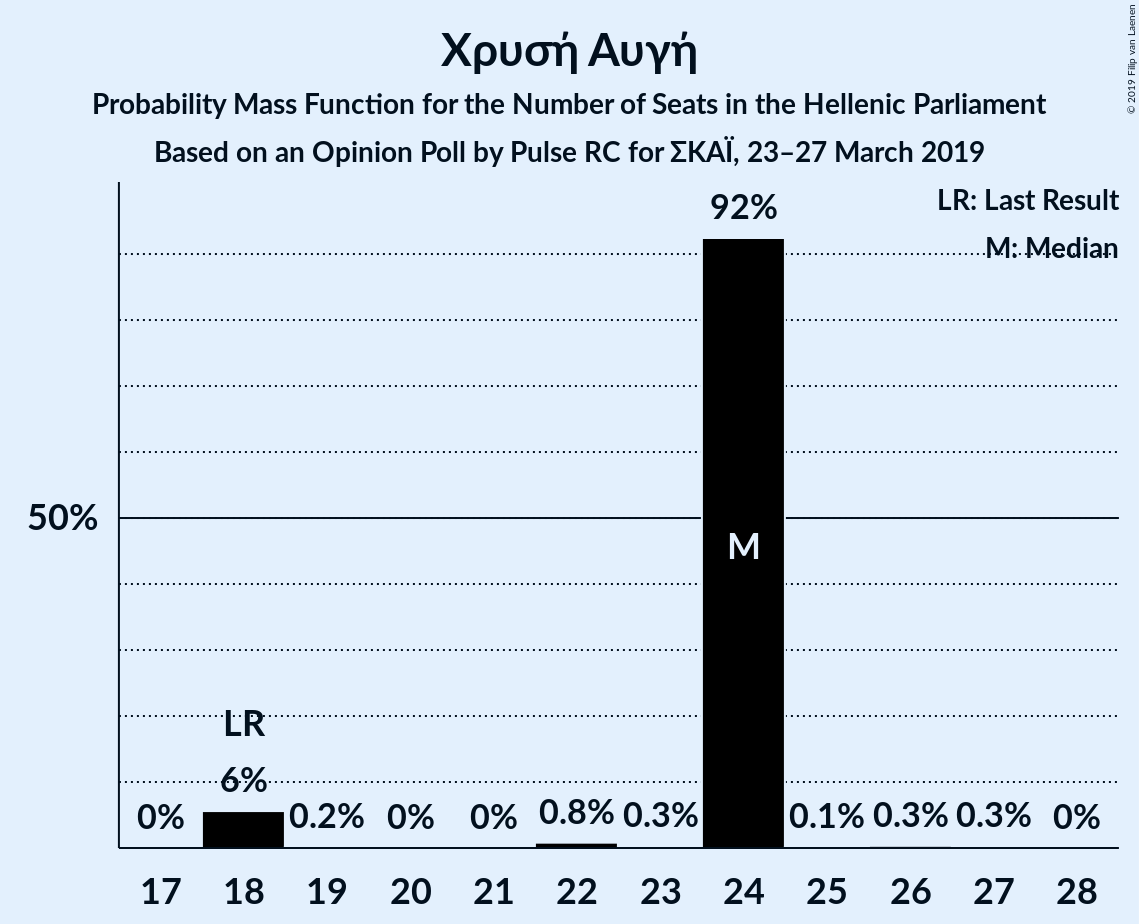 Χρυσή Αυγή
Probability Mass Function for the Number of Seats in the Hellenic Parliament
Based on an Opinion Poll by Pulse RC for ΣΚΑΪ, 23–27 March 2019
© 2019 Filip van Laenen
LR: Last Result
M: Median
92%
50%
M
LR
6%
0% 0.2% 0% 0% 0.8% 0.3% 0.1% 0.3% 0.3% 0%
17 18 19 20 21 22 23 24 25 26 27 28